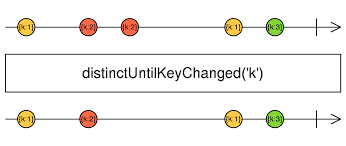 {k:1} {k:2} {k:2} {k:1} {k:3}
distinctUntilKeyChanged('k')
{k:1} {k:2} {k:1} {k:3}